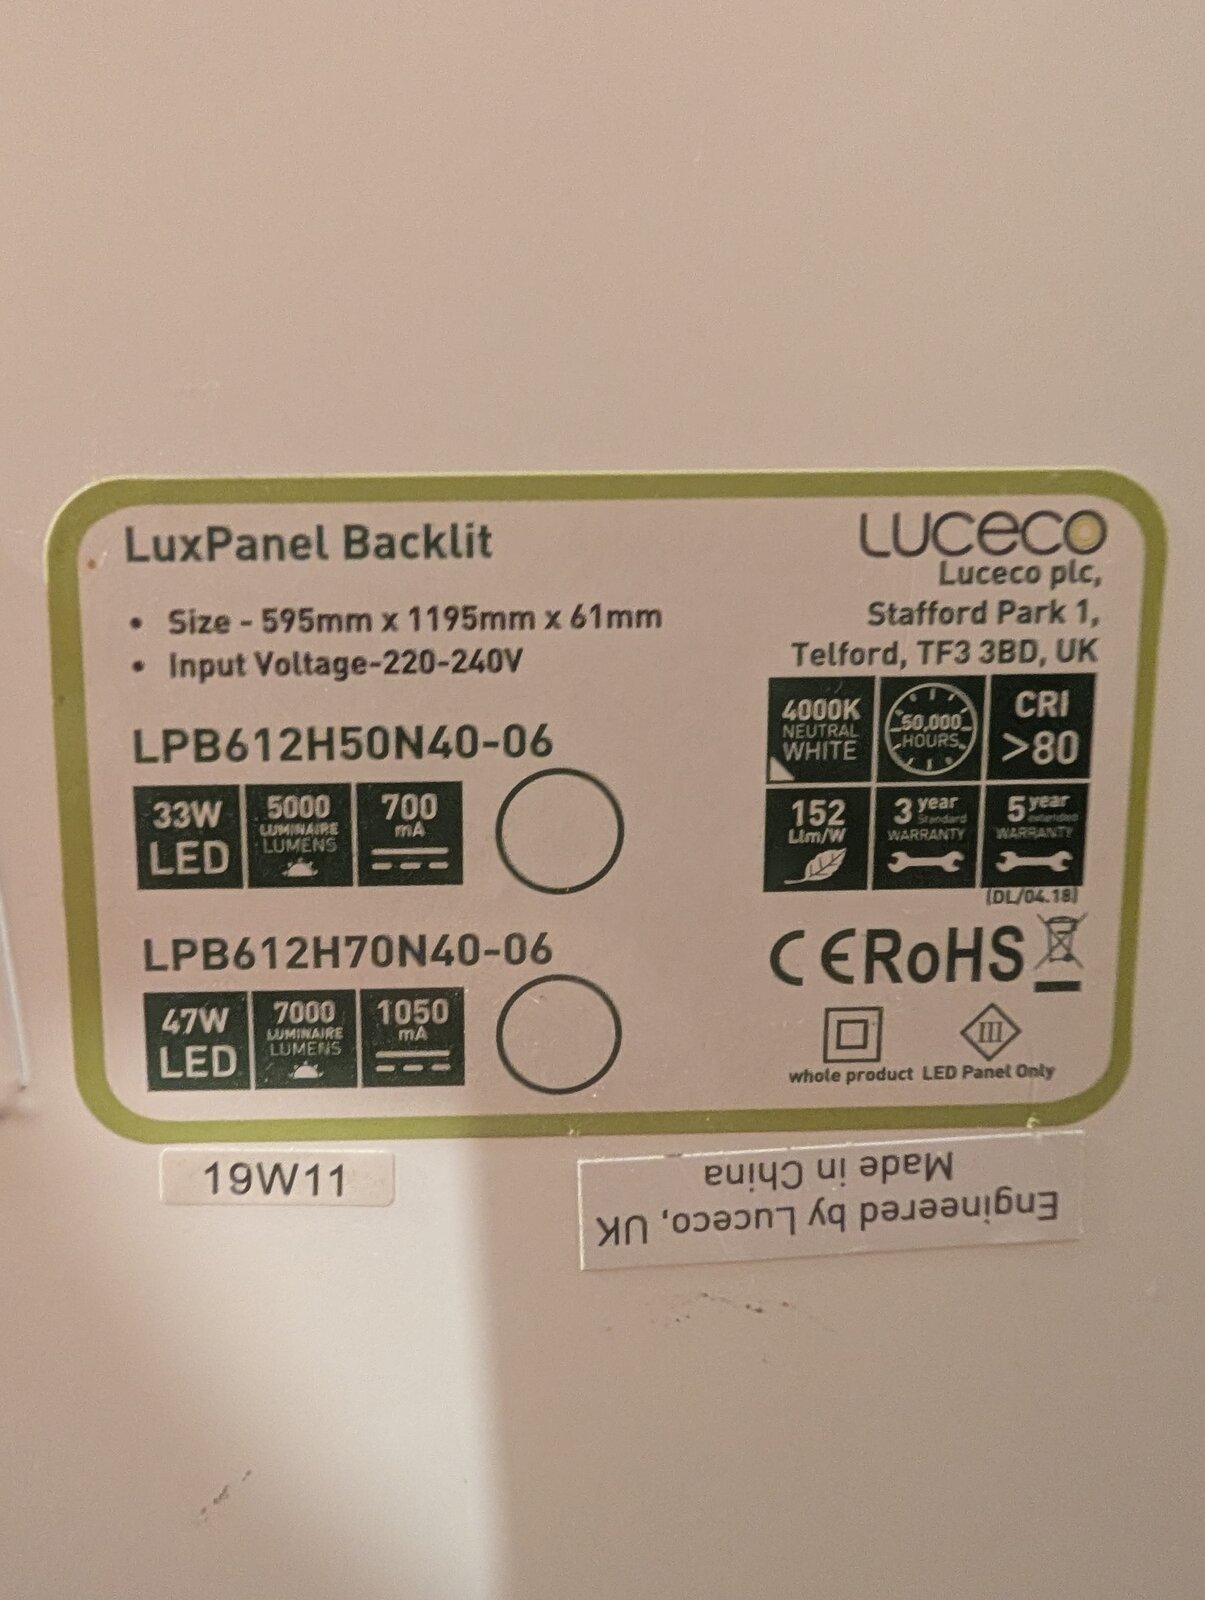 LuxPanel Backlit
• Size - 595mm x 1195mm x 61mm
• Input Voltage-220-240V
LUCECO
Luceco plc,
Stafford Park 1,
Telford, TF3 3BD, UK
LPB612H50N40-06
33W
LED
5000
LUMINAIRE
LUMENS
700
mA
LPB612H70N40-06
47W
LED
7000
LUMINAIRE
LUMENS
1050
mA
4000K
NEUTRAL
WHITE
50,000
HOURS
CRI
>80
152
Llm/W
3 year
Standard
WARRANTY
5 year
extended
WARRANTY
(DL/04.18)
CE RoHS
III
whole product LED Panel Only
19W11
Engineered by Luceco, UK
Made in China